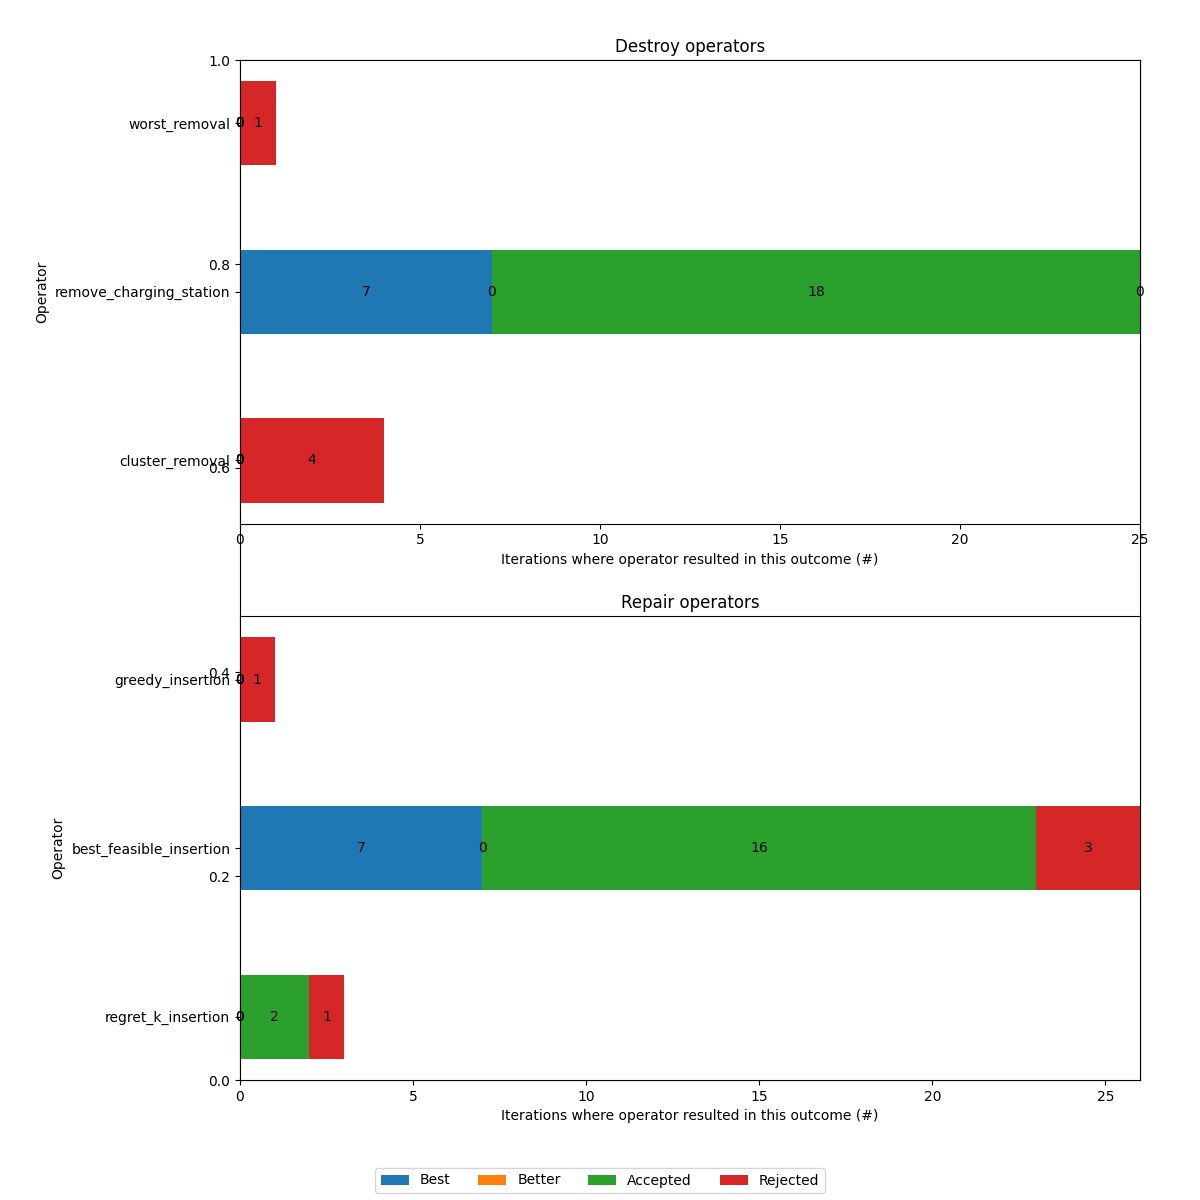 Destroy operators
1.0
worst_removal 0 1
0.8
Operator
remove_charging_station 7 0 18 0
cluster_removal 0 4
0.6
0 5 10 15 20 25
Iterations where operator resulted in this outcome (#)
Repair operators
0.4
greedy_insertion 0 1
Operator
best_feasible_insertion 7 0 16 3
0.2
regret_k_insertion 0 2 1
0.0
0 5 10 15 20 25
Iterations where operator resulted in this outcome (#)
Best Better Accepted Rejected